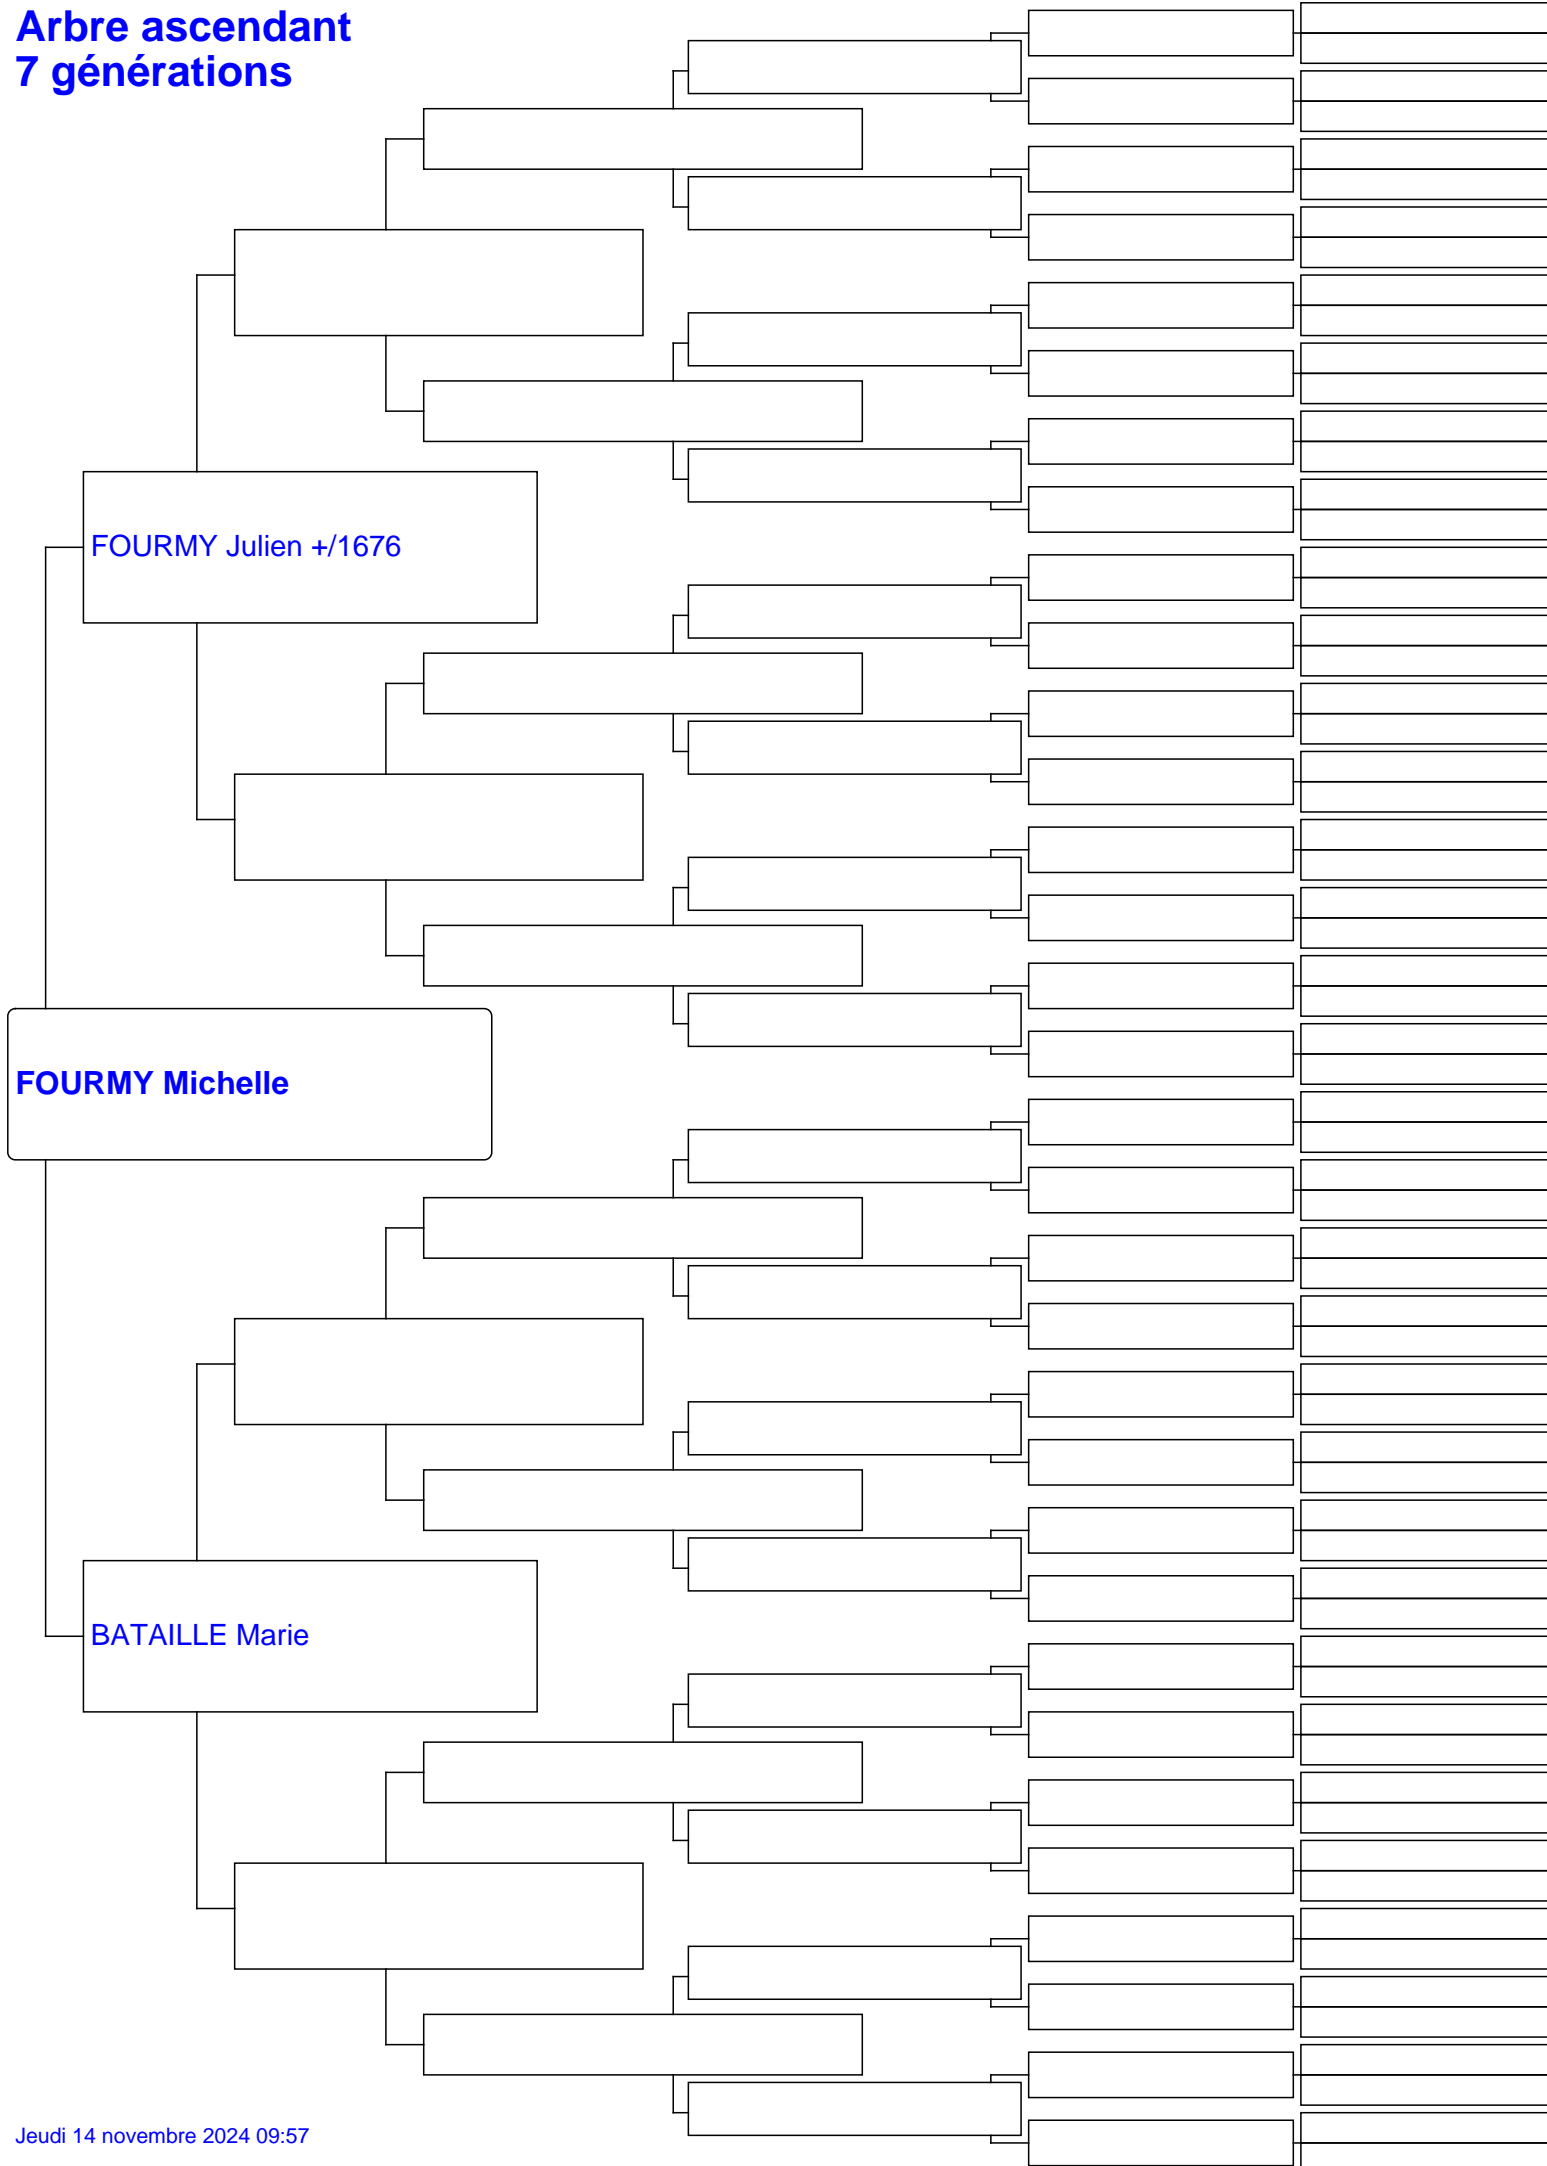 Arbre ascendant
7 générations
FOURMY Julien +/1676
FOURMY Michelle
BATAILLE Marie
Jeudi 14 novembre 2024 09:57